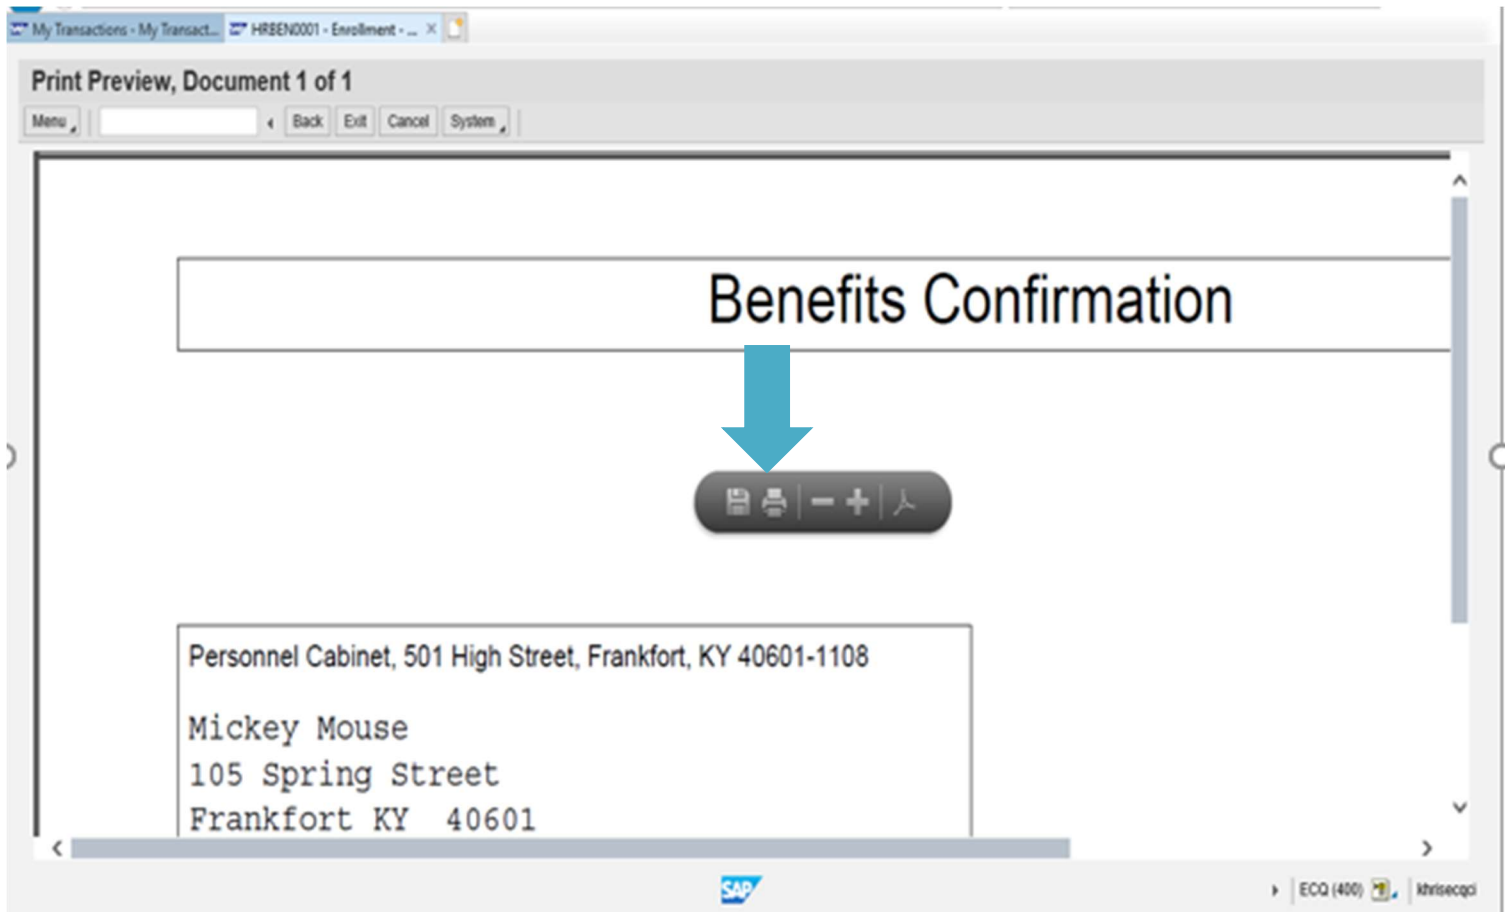 My Transactions - My Transact...
HRBEN0001 - Enrollment - ...
Print Preview, Document 1 of 1
Menu
Back
Exit
Cancel
System
Benefits Confirmation
Personnel Cabinet, 501 High Street, Frankfort, KY 40601-1108
Mickey Mouse
105 Spring Street
Frankfort KY 40601
SAP
ECQ (400)
khrisecqci